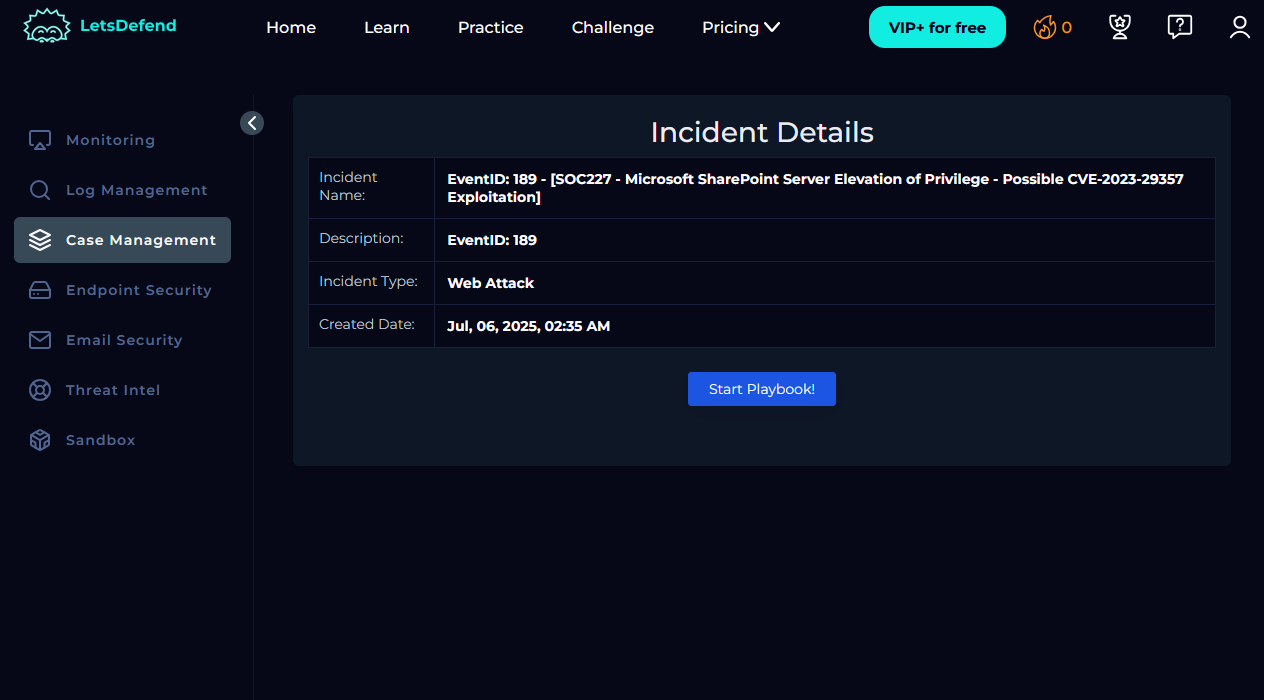 LetsDefend
Home Learn Practice Challenge Pricing VIP+ for free 0
Monitoring
Log Management
Case Management
Endpoint Security
Email Security
Threat Intel
Sandbox
Incident Details
Incident
Name:
EventID: 189 - [SOC227 - Microsoft SharePoint Server Elevation of Privilege - Possible CVE-2023-29357
Exploitation]
Description:
EventID: 189
Incident Type:
Web Attack
Created Date:
Jul, 06, 2025, 02:35 AM
Start Playbook!